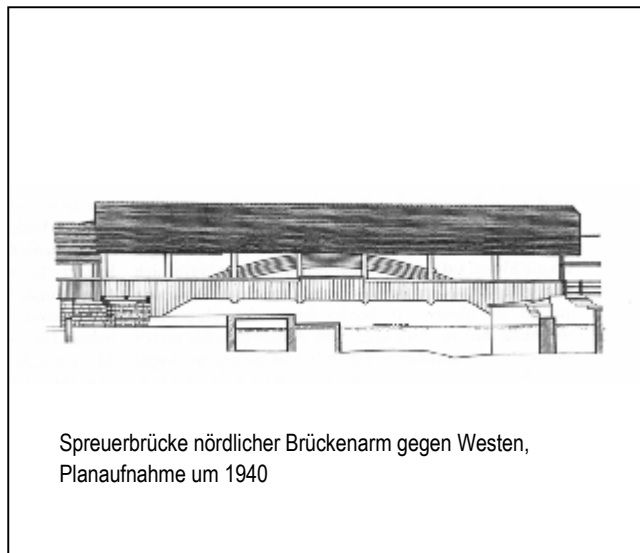 Spreuerbrücke nördlicher Brückenarm gegen Westen,
Planaufnahme um 1940